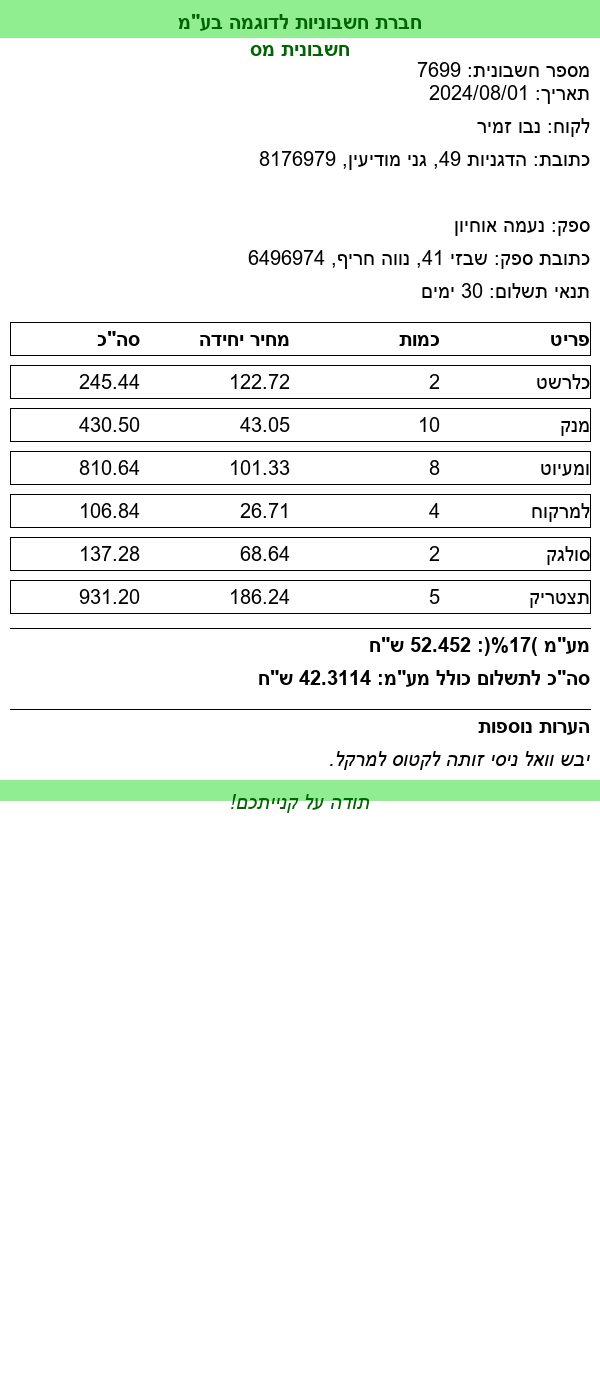 חברת חשבוניות לדוגמה בע"מ
חשבונית מס
מספר חשבונית: 7699
תאריך: 2024/08/01
לקוח: נבו זמיר
כתובת: הדגניות 49, גני מודיעין, 8176979
ספק: נעמה אוחיון
כתובת ספק: שבזי 41, נווה חריף, 6496974
תנאי תשלום: 30 ימים
פריט כמות מחיר יחידה סה"כ
כלרשט 2 122.72 245.44
מנק 10 43.05 430.50
ומעיוט 8 101.33 810.64
למרקוח 4 26.71 106.84
סולגק 2 68.64 137.28
תצטריק 5 186.24 931.20
מע"מ )17%(: 52.452 ש"ח
סה"כ לתשלום כולל מע"מ: 42.3114 ש"ח
הערות נוספות
יבש וואל ניסי זותה לקטוס למרקל.
תודה על קנייתכם!